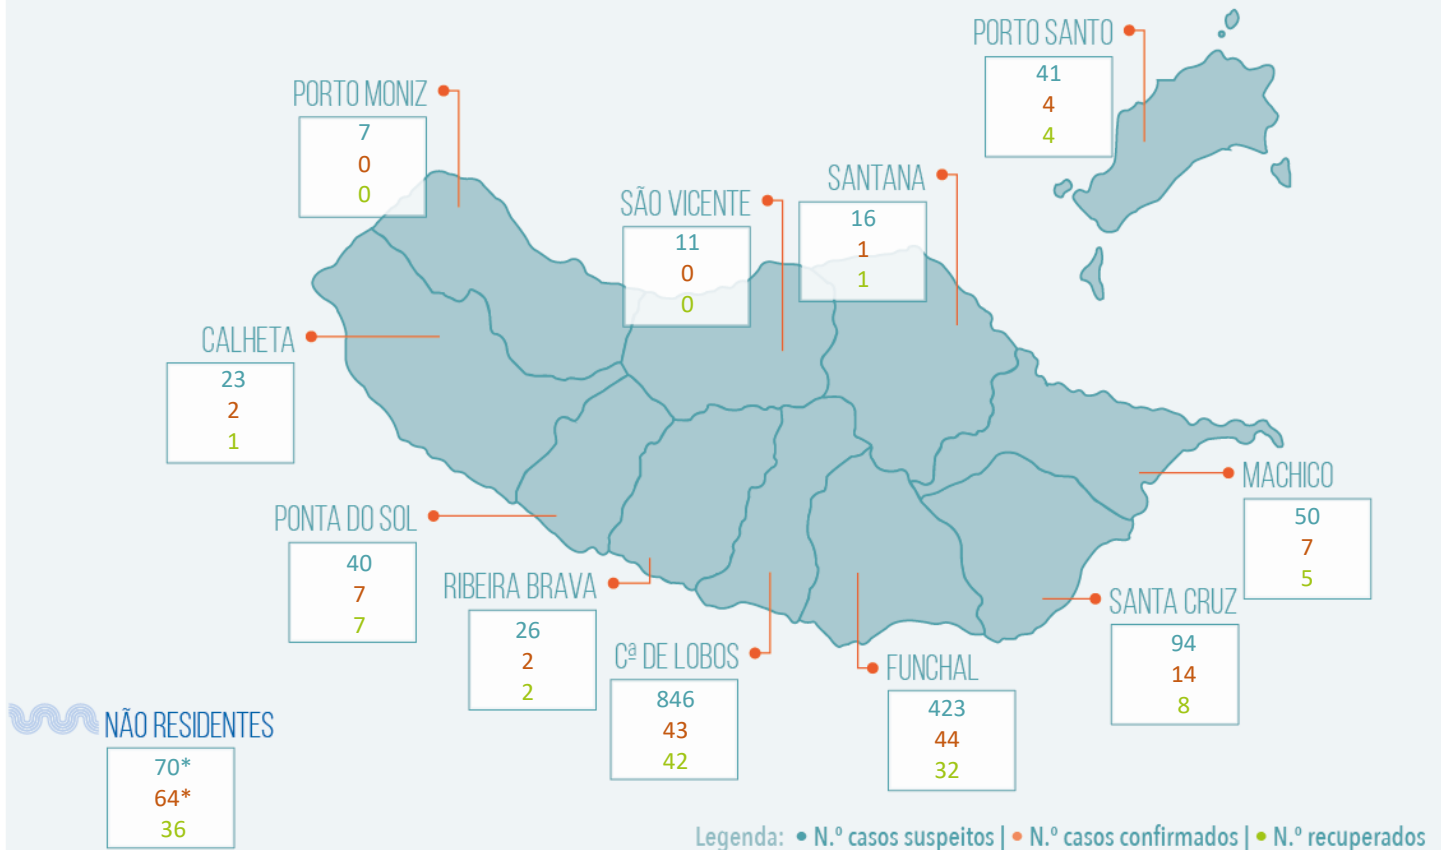 PORTO SANTO
41
4
4
PORTO MONIZ
7
0
0
SANTANA
16
1
1
SÃO VICENTE
11
0
0
CALHETA
23
2
1
MACHICO
50
7
5
PONTA DO SOL
40
7
7
RIBEIRA BRAVA
26
2
2
SANTA CRUZ
94
14
8
Cª DE LOBOS
846
43
42
FUNCHAL
423
44
32
NÃO RESIDENTES
70*
64*
36
Legenda: • N.º casos suspeitos | • N.º casos confirmados | • N.º recuperados